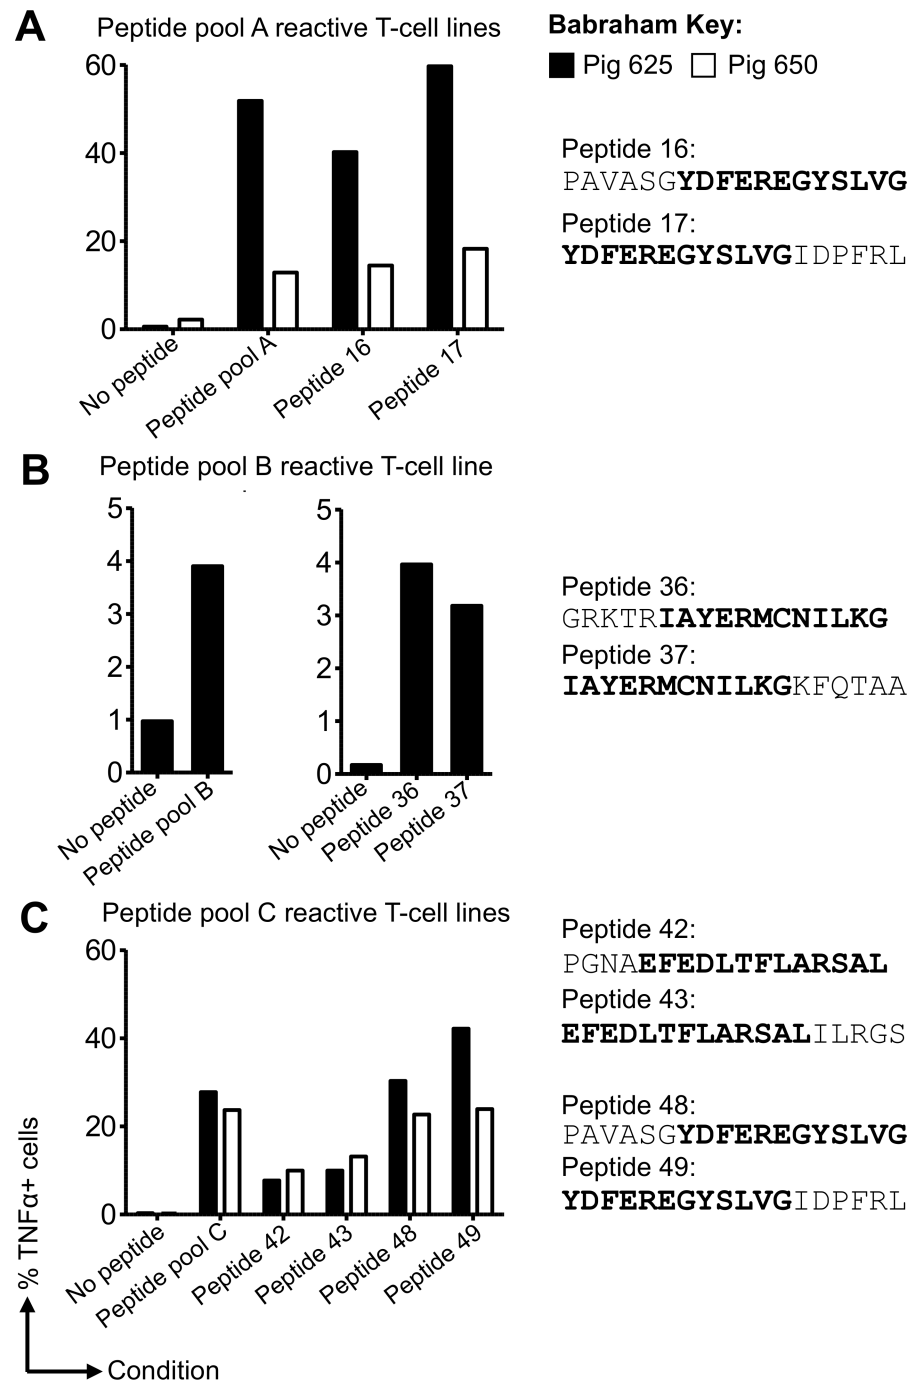 A
Peptide pool A reactive T-cell lines
Babraham Key:
Pig 625 Pig 650
60
40
20
0
No peptide
Peptide pool A
Peptide 16
Peptide 17
Peptide 16:
PAVASGYDFEREGYSLVG
Peptide 17:
YDFEREGYSLVGIDPFRL
B
Peptide pool B reactive T-cell line
5
4
3
2
1
0
No peptide
Peptide pool B
5
4
3
2
1
0
No peptide
Peptide 36
Peptide 37
Peptide 36:
GRKTRIAYERMCNILKG
Peptide 37:
IAYERMCNILKGKFQTAA
C
Peptide pool C reactive T-cell lines
60
40
20
0
No peptide
Peptide pool C
Peptide 42
Peptide 43
Peptide 48
Peptide 49
Peptide 42:
PGNAEFEDLTFLARSAL
Peptide 43:
EFEDLTFLARSALILRGS
Peptide 48:
PAVASGYDFEREGYSLVG
Peptide 49:
YDFEREGYSLVGIDPFRL
% TNFα+ cells
Condition